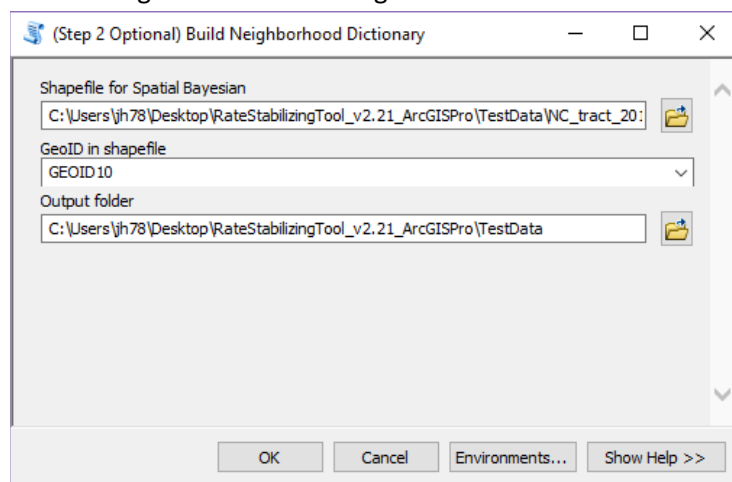 (Step 2 Optional) Build Neighborhood Dictionary
Shapefile for Spatial Bayesian
C:\Users\jh78\Desktop\RateStabilizingTool_v2.21_ArcGISPro\TestData\NC_tract_201
GeoID in shapefile
GEOID10
Output folder
C:\Users\jh78\Desktop\RateStabilizingTool_v2.21_ArcGISPro\TestData
OK Cancel Environments... Show Help >>